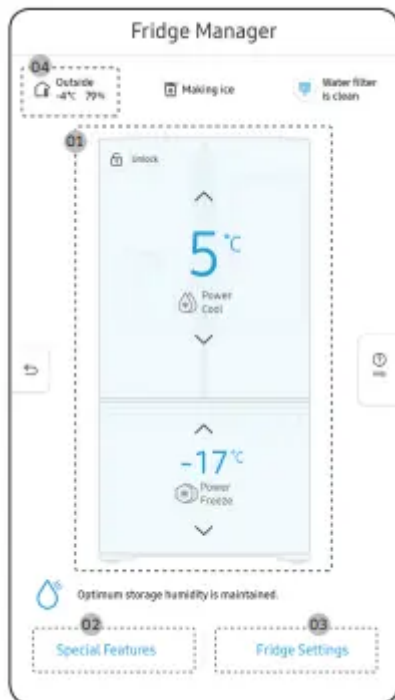 Fridge Manager
04
Outside
-4°C 79%
Making ice
Water filter
is clean
01
Unlock
5 °C
Power
Cool
-17°C
Power
Freeze
Optimum storage humidity is maintained.
02
03
Special Features
Fridge Settings